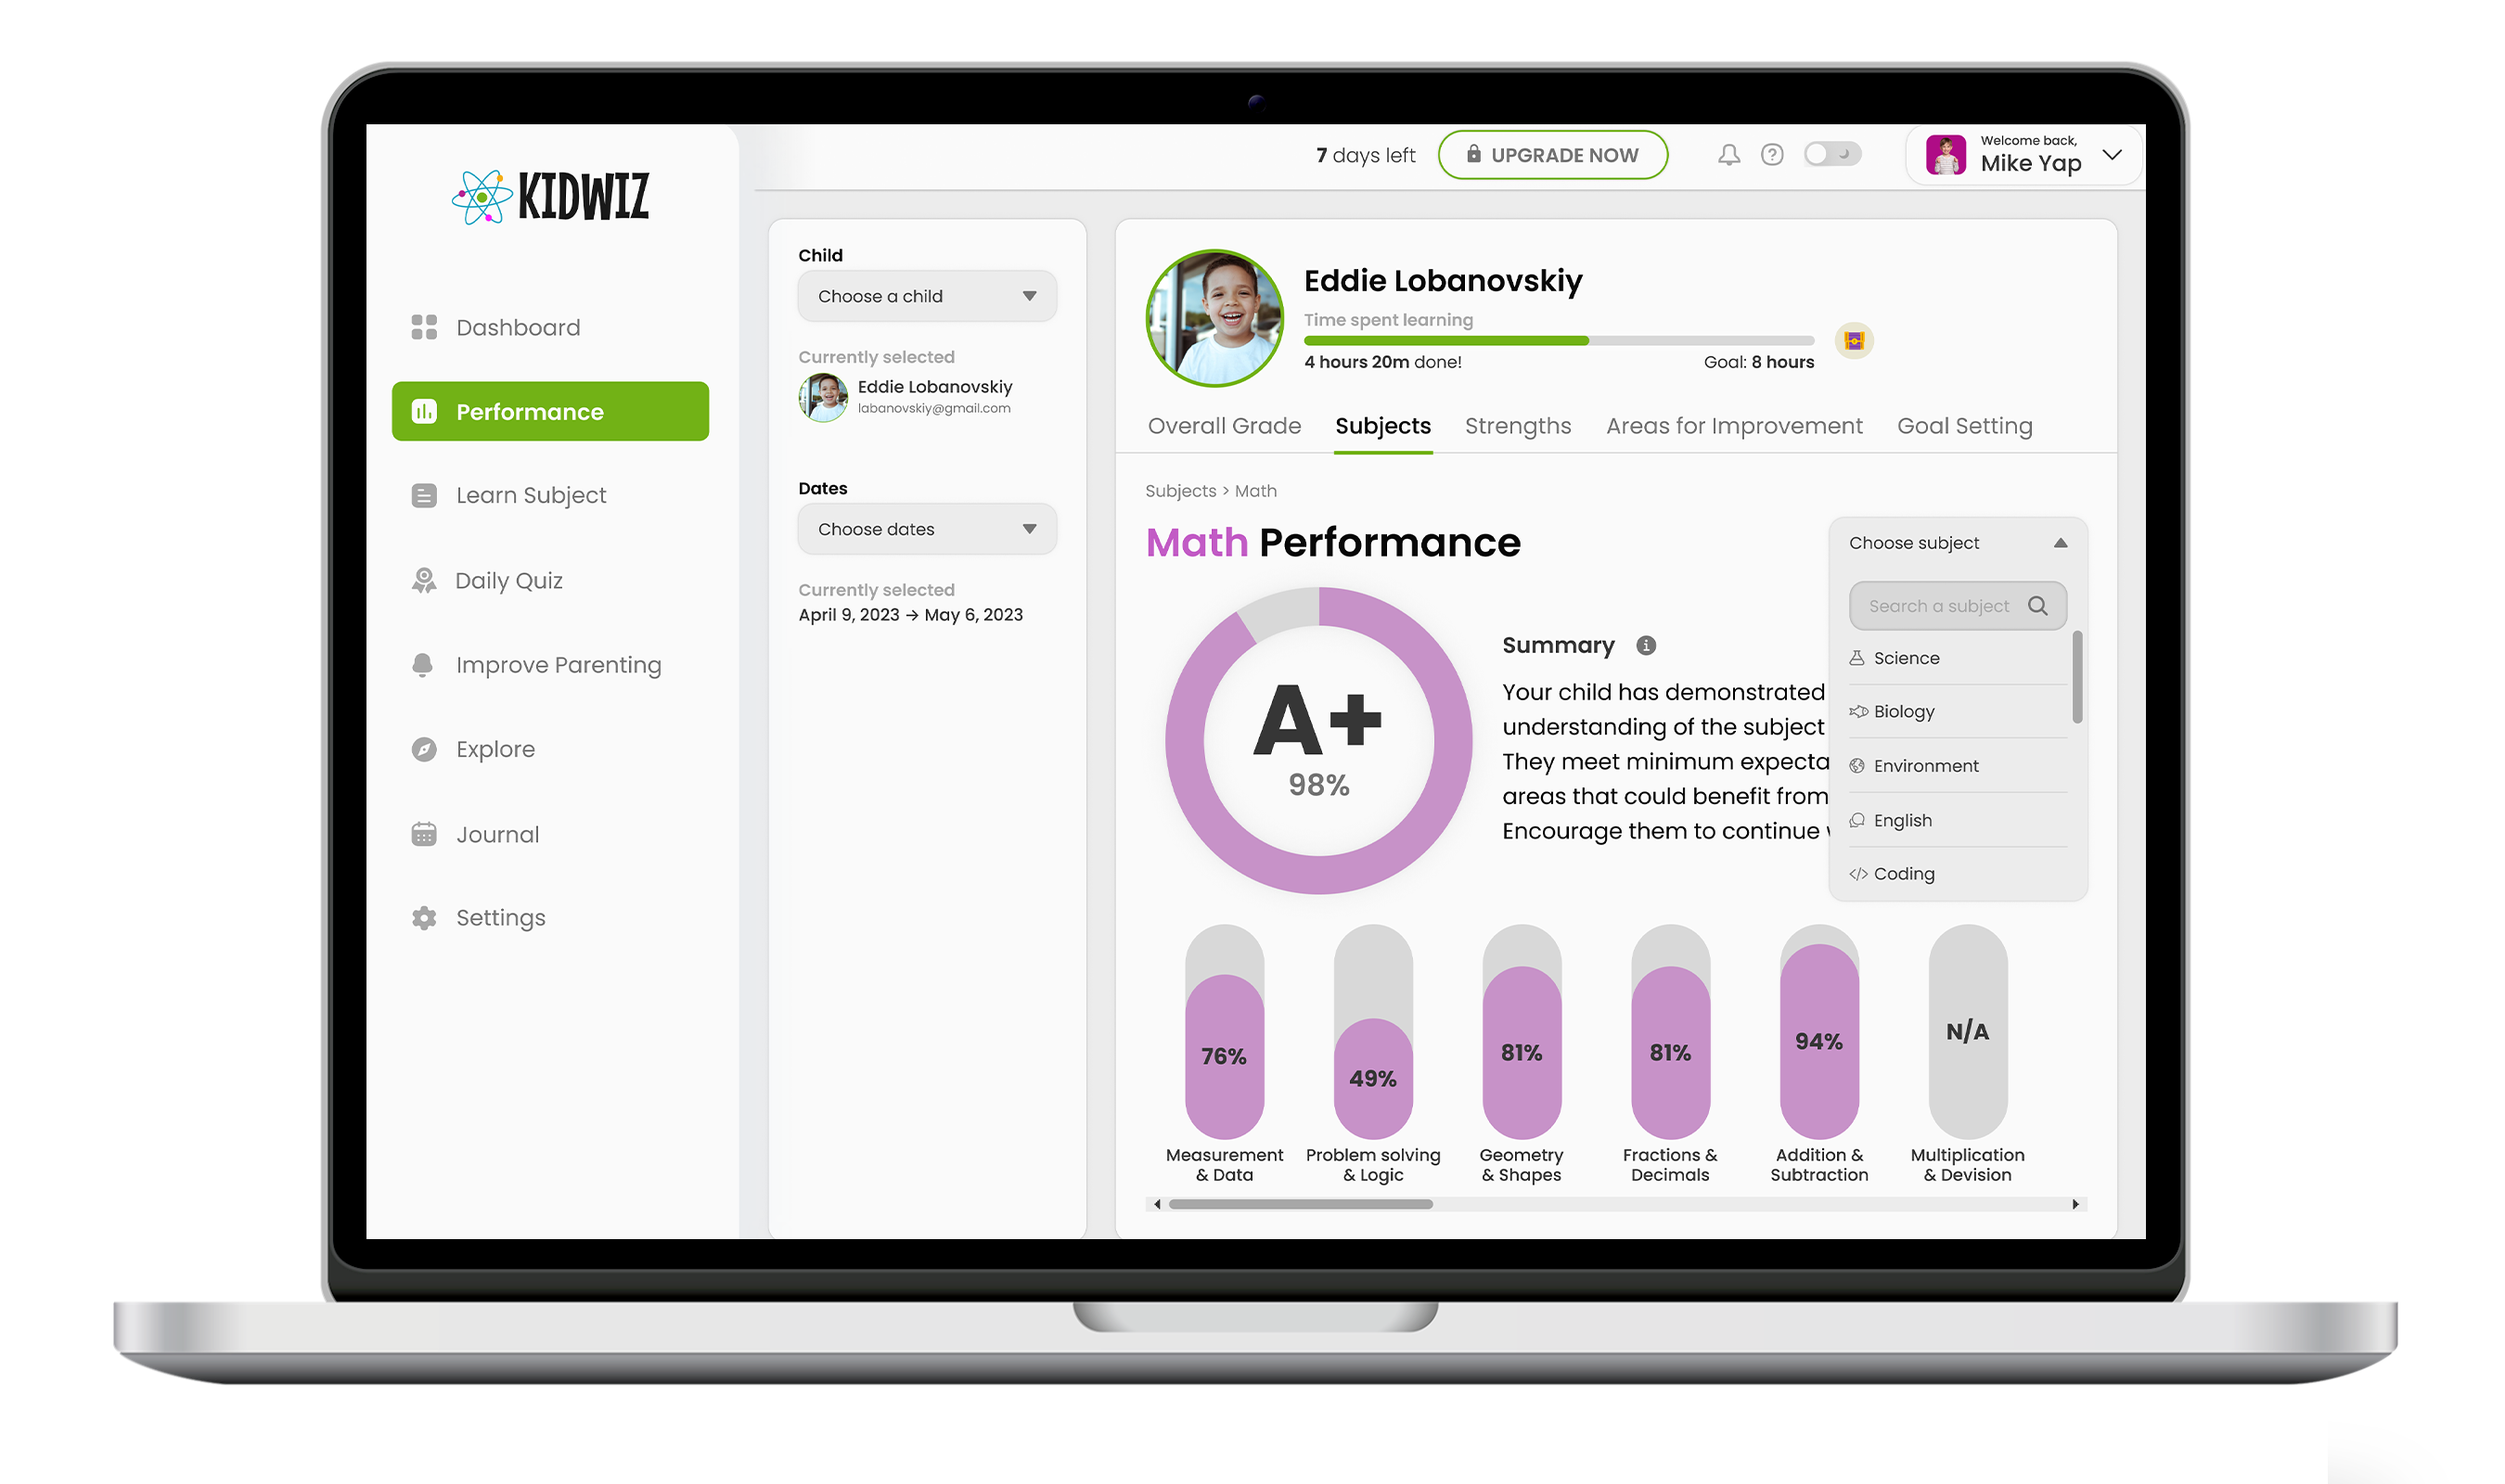 KIDWIZ
Dashboard
Performance
Learn Subject
Daily Quiz
Improve Parenting
Explore
Journal
Settings
7 days left
UPGRADE NOW
Welcome back,
Mike Yap
Child
Choose a child
Currently selected
Eddie Lobanovskiy
labanovskiy@gmail.com
Dates
Choose dates
Currently selected
April 9, 2023 → May 6, 2023
Eddie Lobanovskiy
Time spent learning
4 hours 20m done!
Goal: 8 hours
Overall Grade
Subjects
Strengths
Areas for Improvement
Goal Setting
Subjects > Math
Math Performance
A+
98%
Summary
Your child has demonstrated
understanding of the subject
They meet minimum expecta
areas that could benefit from
Encourage them to continue
Choose subject
Search a subject
Science
Biology
Environment
English
Coding
76%
49%
81%
81%
94%
N/A
Measurement
& Data
Problem solving
& Logic
Geometry
& Shapes
Fractions &
Decimals
Addition &
Subtraction
Multiplication
& Devision